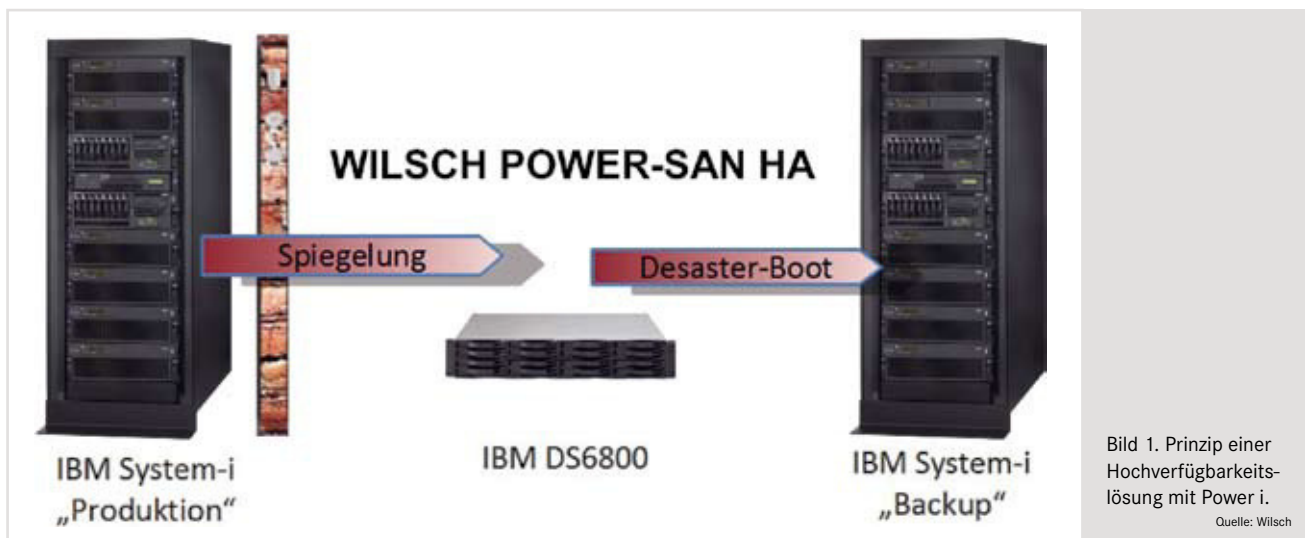 WILSCH POWER-SAN HA
Spiegelung
Desaster-Boot
IBM System-i
„Produktion“
IBM DS6800
IBM System-i
„Backup“
Bild 1. Prinzip einer
Hochverfügbarkeits-
lösung mit Power i.
Quelle: Wilsch